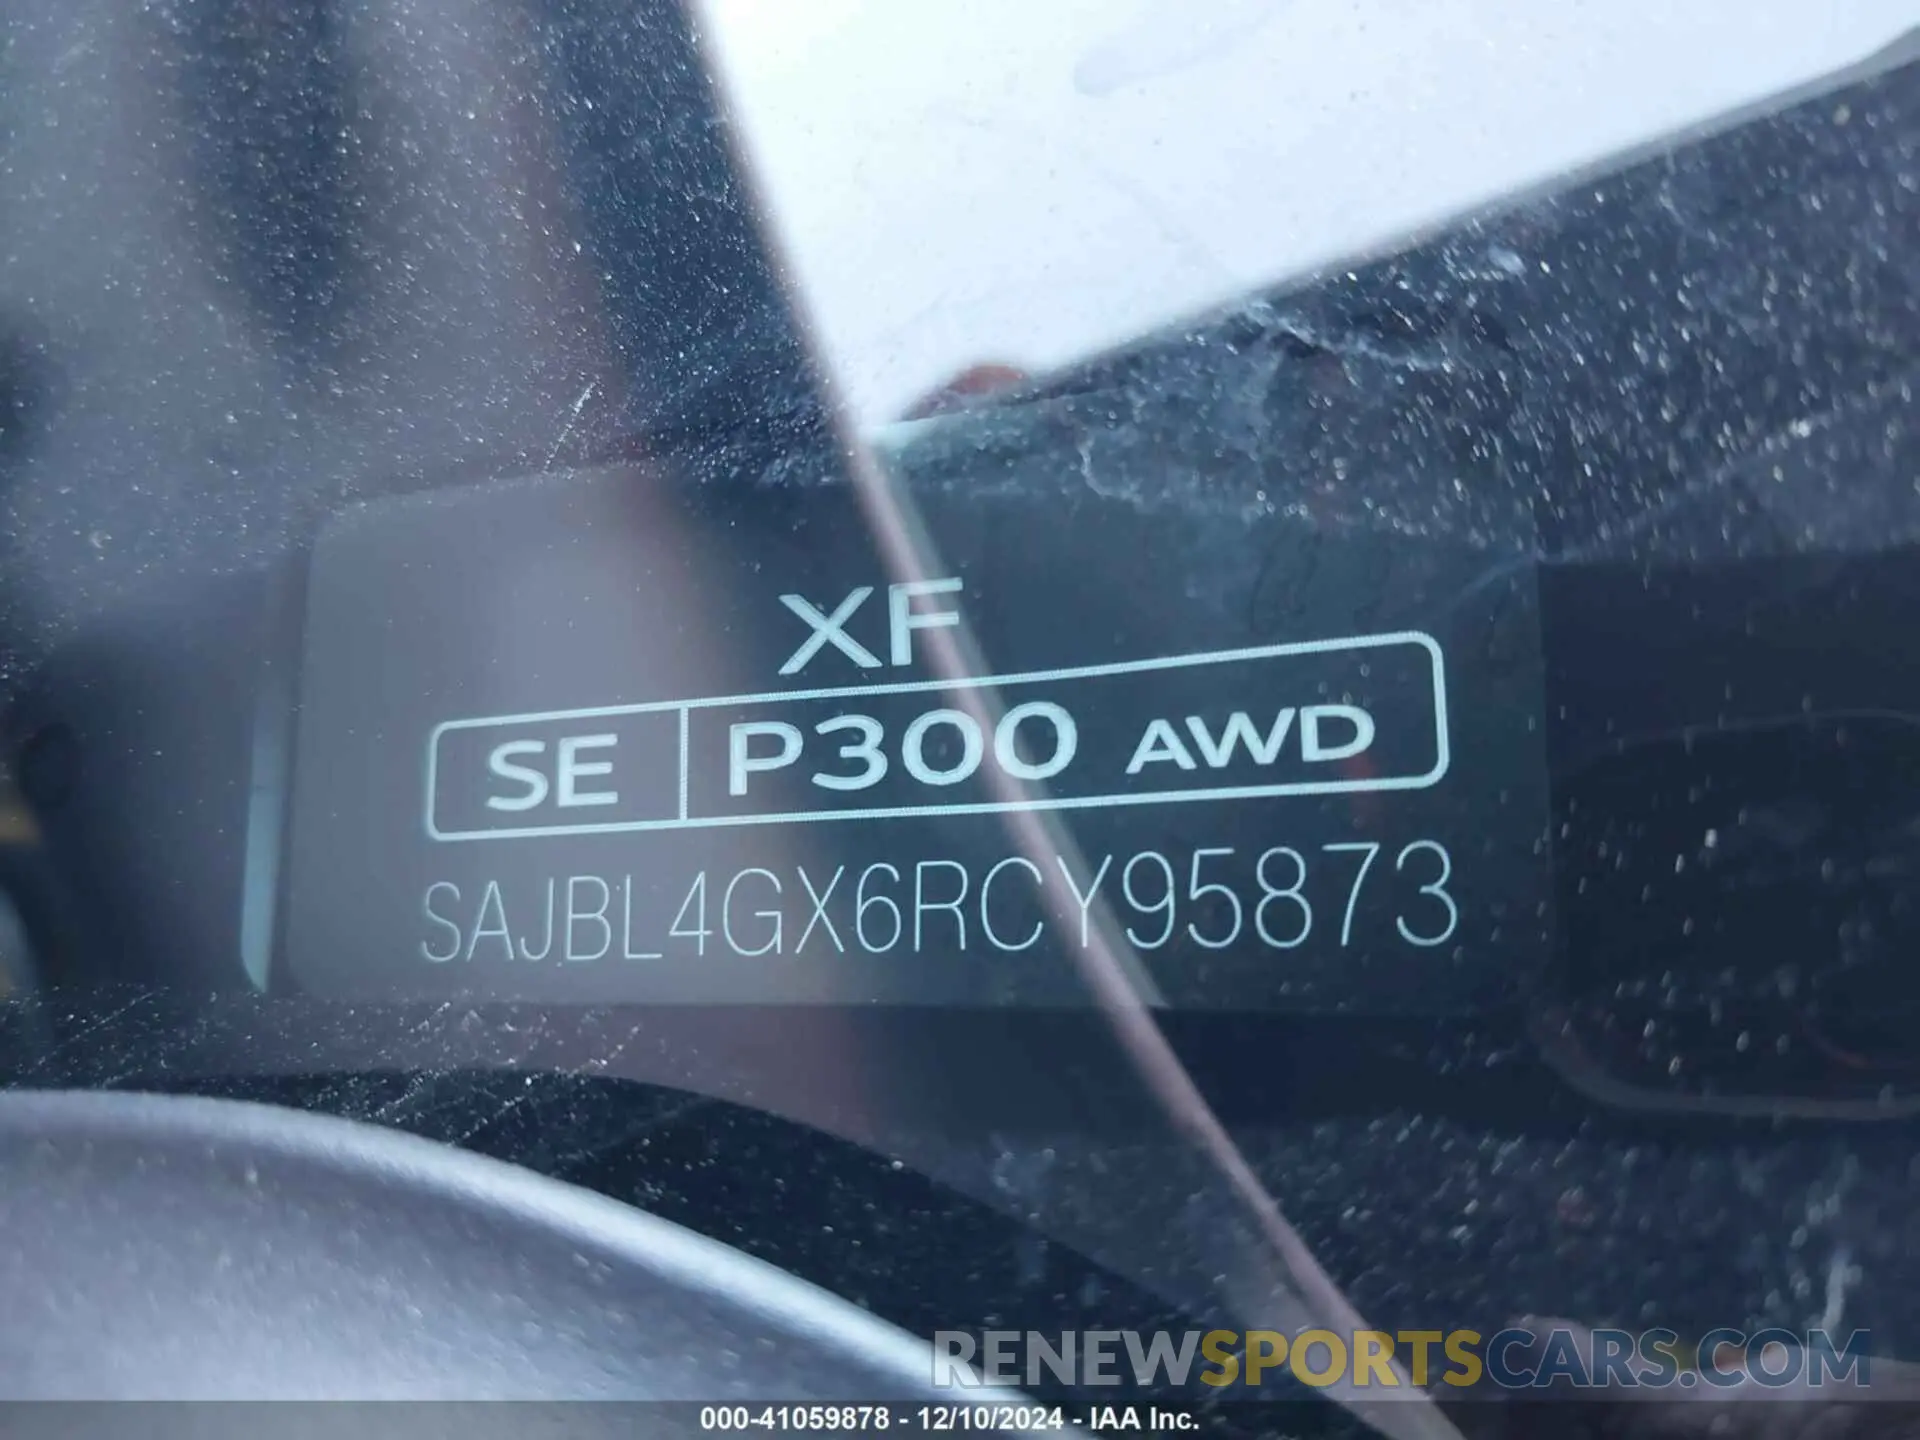 XF
SE P300 AWD
SAJBL4GX6RCY95873
RENEWSPORTSCARS.COM
000-41059878 - 12/10/2024 - IAA Inc.